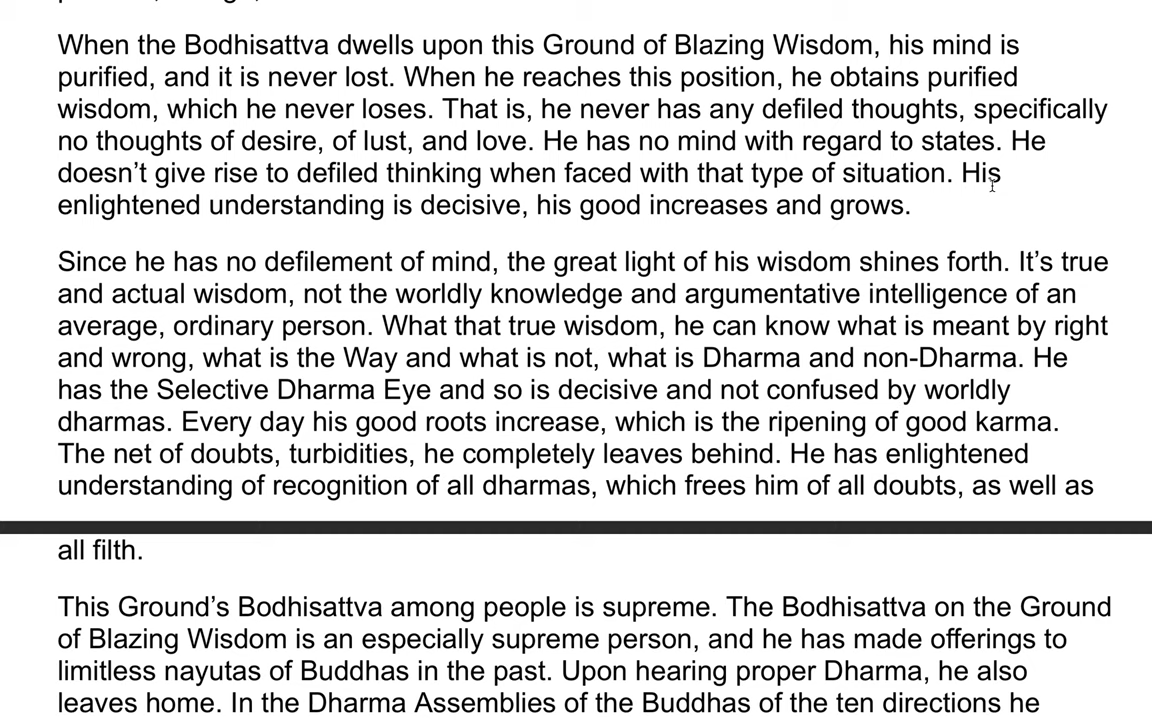 When the Bodhisattva dwells upon this Ground of Blazing Wisdom, his mind is
purified, and it is never lost. When he reaches this position, he obtains purified
wisdom, which he never loses. That is, he never has any defiled thoughts, specifically
no thoughts of desire, of lust, and love. He has no mind with regard to states. He
doesn’t give rise to defiled thinking when faced with that type of situation. His
enlightened understanding is decisive, his good increases and grows.
Since he has no defilement of mind, the great light of his wisdom shines forth. It’s true
and actual wisdom, not the worldly knowledge and argumentative intelligence of an
average, ordinary person. What that true wisdom, he can know what is meant by right
and wrong, what is the Way and what is not, what is Dharma and non-Dharma. He
has the Selective Dharma Eye and so is decisive and not confused by worldly
dharmas. Every day his good roots increase, which is the ripening of good karma.
The net of doubts, turbidities, he completely leaves behind. He has enlightened
understanding of recognition of all dharmas, which frees him of all doubts, as well as
all filth.
This Ground’s Bodhisattva among people is supreme. The Bodhisattva on the Ground
of Blazing Wisdom is an especially supreme person, and he has made offerings to
limitless nayutas of Buddhas in the past. Upon hearing proper Dharma, he also
leaves home. In the Dharma Assemblies of the Buddhas of the ten directions he